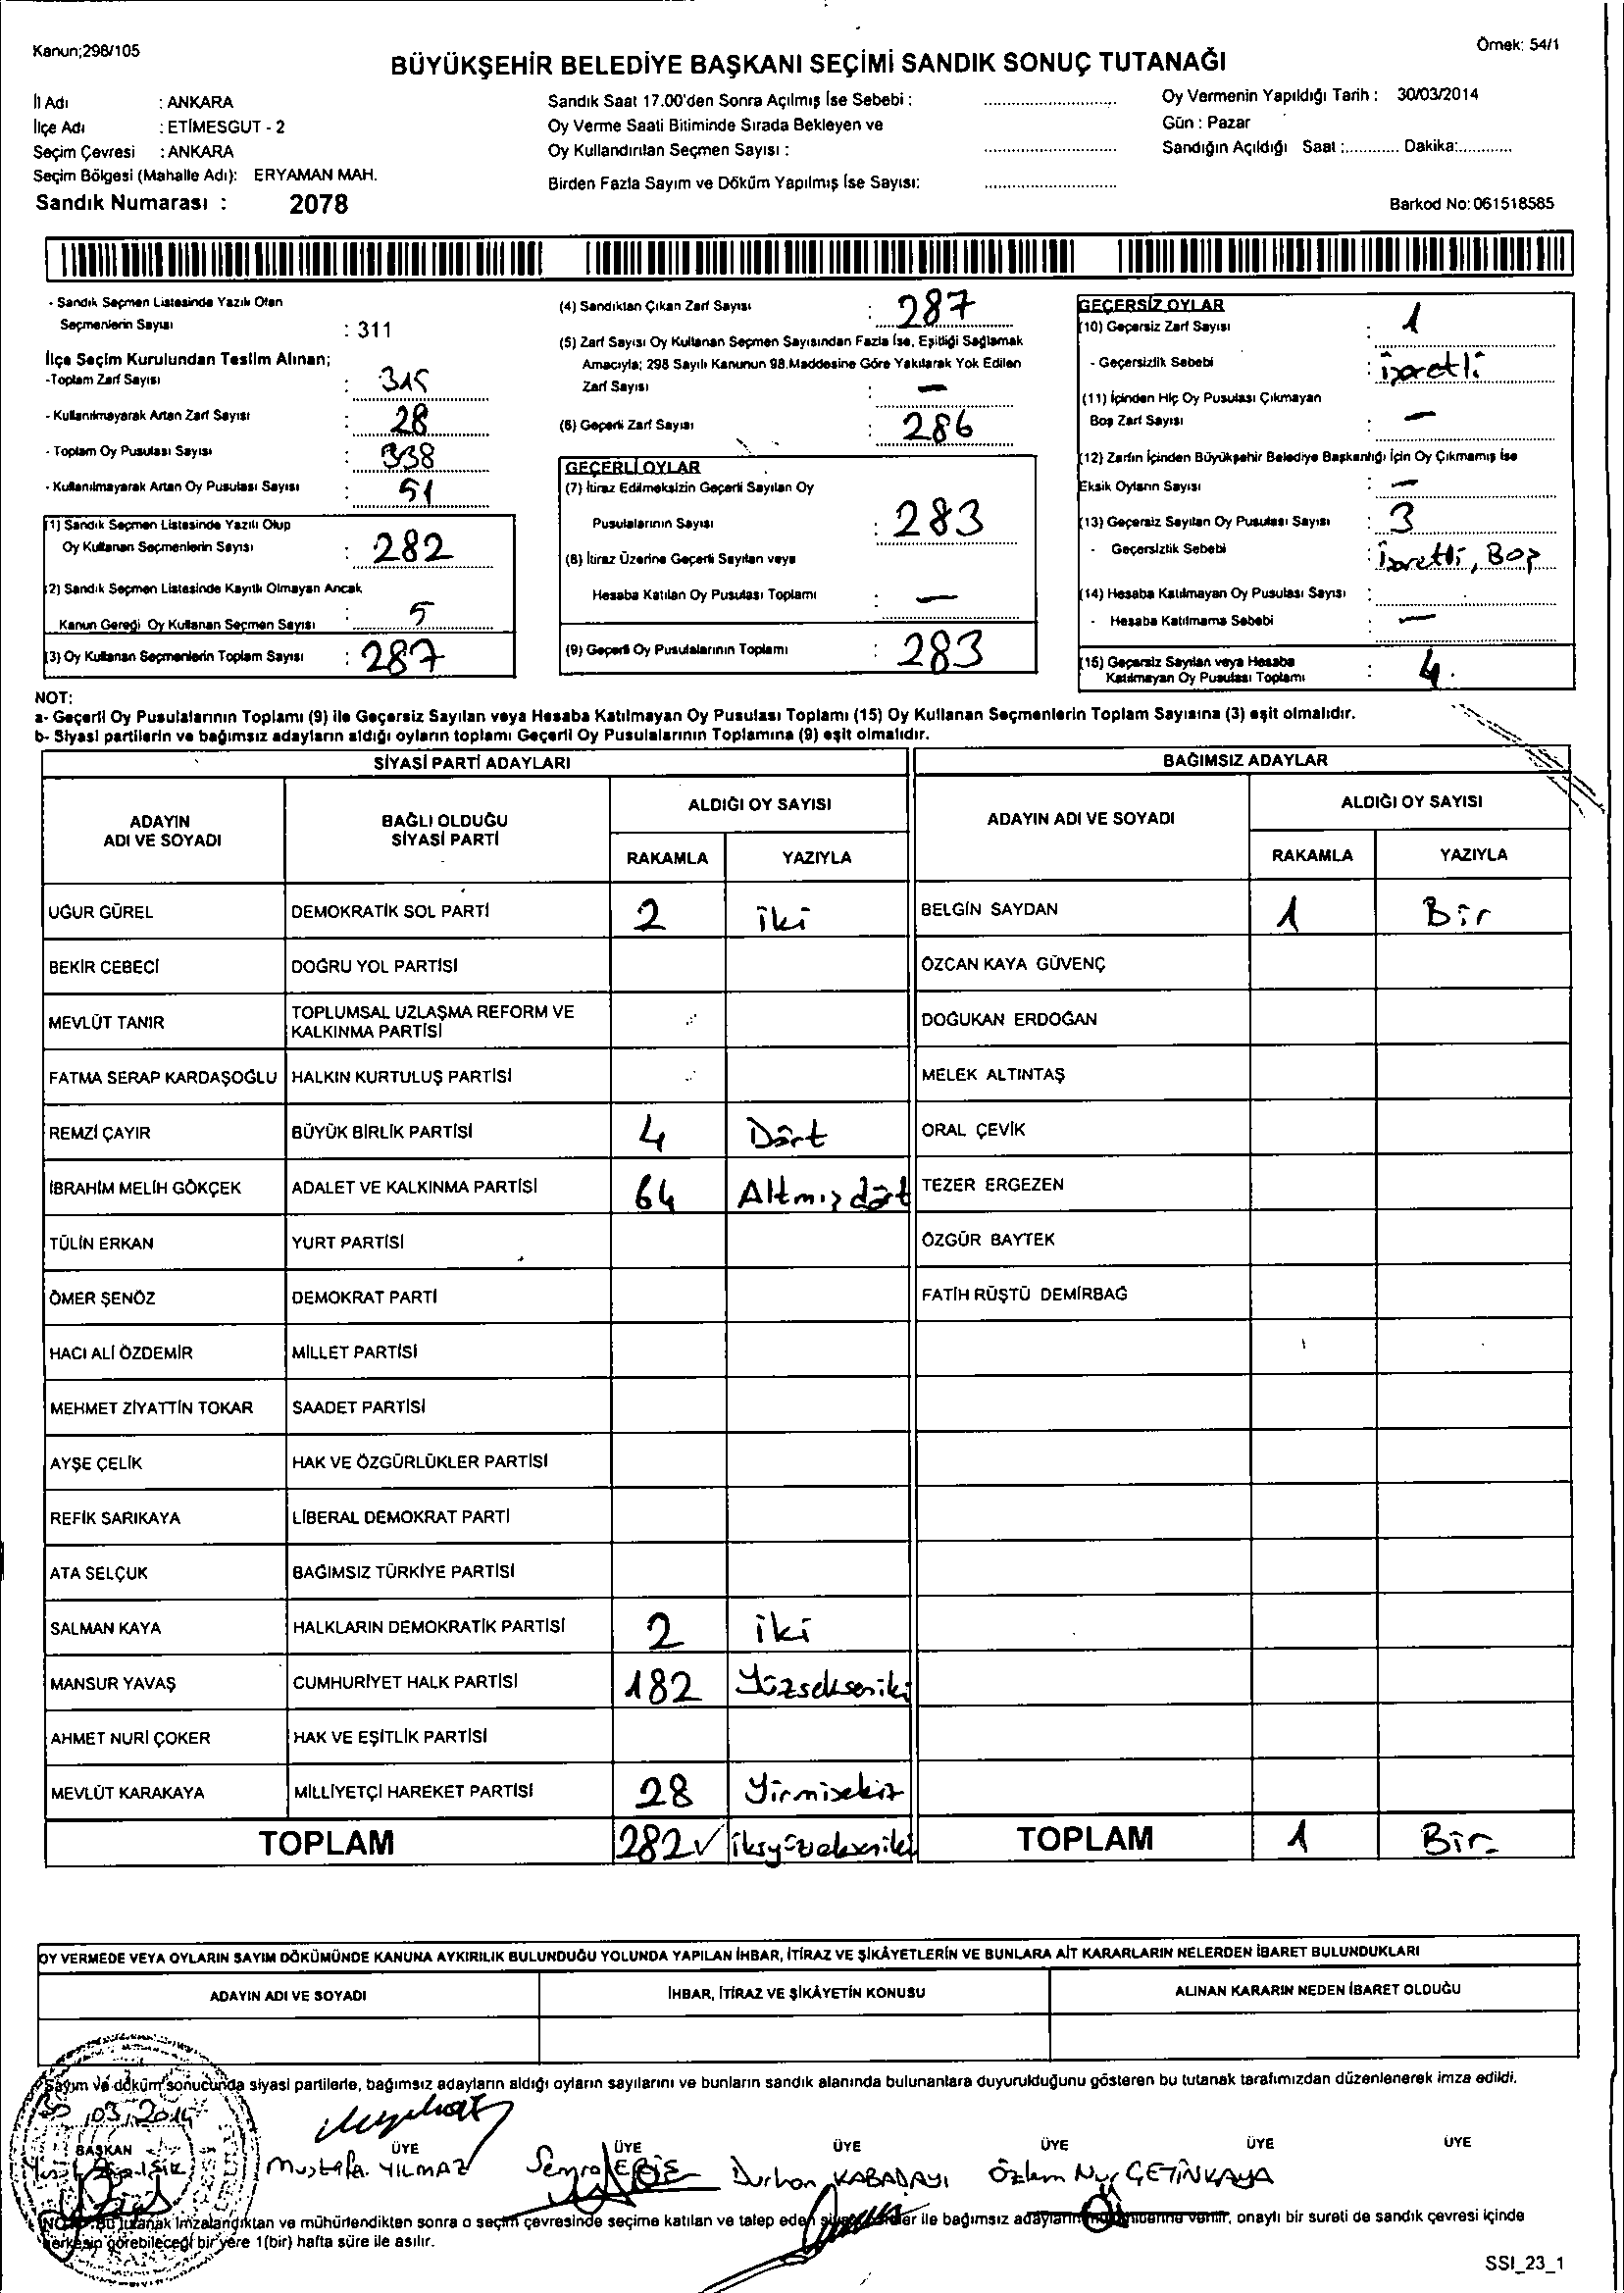 Kanun;298/105
Örnek: 54/1
BÜYÜKŞEHİR BELEDİYE BAŞKANI SEÇİMİ SANDIK SONUÇ TUTANAĞI
İl Adı : ANKARA
İlçe Adı : ETİMESGUT - 2
Seçim Çevresi : ANKARA
Seçim Bölgesi (Mahalle Adı): ERYAMAN MAH.
Sandık Numarası : 2078
Sandık Saat 17.00'den Sonra Açılmış İse Sebebi : ..............................
Oy Verme Saati Bitiminde Sırada Bekleyen ve
Oy Kullandırılan Seçmen Sayısı : ..............................
Birden Fazla Sayım ve Döküm Yapılmış İse Sayısı: ..............................
Oy Vermenin Yapıldığı Tarih : 30/03/2014
Gün : Pazar
Sandığın Açıldığı Saat :............ Dakika:............
Barkod No: 061518585
- Sandık Seçmen Listesinde Yazılı Olan
Seçmenlerin Sayısı : 311
İlçe Seçim Kurulundan Teslim Alınan;
-Toplam Zarf Sayısı : 315
- Kullanılmayarak Artan Zarf Sayısı : 28
- Toplam Oy Pusulası Sayısı : 338
- Kullanılmayarak Artan Oy Pusulası Sayısı : 51
(1) Sandık Seçmen Listesinde Yazılı Olup
Oy Kullanan Seçmenlerin Sayısı : 282
(2) Sandık Seçmen Listesinde Kayıtlı Olmayan Ancak
Kanun Gereği Oy Kullanan Seçmen Sayısı : 5
(3) Oy Kullanan Seçmenlerin Toplam Sayısı : 287
(4) Sandıktan Çıkan Zarf Sayısı : 287
(5) Zarf Sayısı Oy Kullanan Seçmen Sayısından Fazla İse, Eşitliği Sağlamak
Amacıyla; 298 Sayılı Kanunun 98.Maddesine Göre Yakılarak Yok Edilen
Zarf Sayısı : —
(6) Geçerli Zarf Sayısı : 286
GEÇERLİ OYLAR
(7) İtiraz Edilmeksizin Geçerli Sayılan Oy
Pusulalarının Sayısı : 283
(8) İtiraz Üzerine Geçerli Sayılan veya
Hesaba Katılan Oy Pusulası Toplamı : —
(9) Geçerli Oy Pusulalarının Toplamı : 283
GEÇERSİZ OYLAR
(10) Geçersiz Zarf Sayısı : 1
- Geçersizlik Sebebi : İşaretli
(11) İçinden Hiç Oy Pusulası Çıkmayan
Boş Zarf Sayısı : —
(12) Zarfın İçinden Büyükşehir Belediye Başkanlığı İçin Oy Çıkmamış İse
Eksik Oyların Sayısı : —
(13) Geçersiz Sayılan Oy Pusulası Sayısı : 3
- Geçersizlik Sebebi : İşaretli, Boş
(14) Hesaba Katılmayan Oy Pusulası Sayısı :
- Hesaba Katılmama Sebebi : —
(15) Geçersiz Sayılan veya Hesaba
Katılmayan Oy Pusulası Toplamı : 4.
NOT:
a- Geçerli Oy Pusulalarının Toplamı (9) ile Geçersiz Sayılan veya Hesaba Katılmayan Oy Pusulası Toplamı (15) Oy Kullanan Seçmenlerin Toplam Sayısına (3) eşit olmalıdır.
b- Siyasi partilerin ve bağımsız adayların aldığı oyların toplamı Geçerli Oy Pusulalarının Toplamına (9) eşit olmalıdır.
SİYASİ PARTİ ADAYLARI BAĞIMSIZ ADAYLAR
ADAYIN ADI VE SOYADI BAĞLI OLDUĞU SİYASİ PARTİ ALDIĞI OY SAYISI ADAYIN ADI VE SOYADI ALDIĞI OY SAYISI
RAKAMLA YAZIYLA RAKAMLA YAZIYLA
UĞUR GÜREL DEMOKRATİK SOL PARTİ 2 iki BELGİN SAYDAN 1 Bir
BEKİR CEBECİ DOĞRU YOL PARTİSİ ÖZCAN KAYA GÜVENÇ
MEVLÜT TANIR TOPLUMSAL UZLAŞMA REFORM VE KALKINMA PARTİSİ DOĞUKAN ERDOĞAN
FATMA SERAP KARDAŞOĞLU HALKIN KURTULUŞ PARTİSİ MELEK ALTINTAŞ
REMZİ ÇAYIR BÜYÜK BİRLİK PARTİSİ 4 Dört ORAL ÇEVİK
İBRAHİM MELİH GÖKÇEK ADALET VE KALKINMA PARTİSİ 64 Altmış dört TEZER ERGEZEN
TÜLİN ERKAN YURT PARTİSİ ÖZGÜR BAYTEK
ÖMER ŞENÖZ DEMOKRAT PARTİ FATİH RÜŞTÜ DEMİRBAĞ
HACI ALİ ÖZDEMİR MİLLET PARTİSİ
MEHMET ZİYATTİN TOKAR SAADET PARTİSİ
AYŞE ÇELİK HAK VE ÖZGÜRLÜKLER PARTİSİ
REFİK SARIKAYA LİBERAL DEMOKRAT PARTİ
ATA SELÇUK BAĞIMSIZ TÜRKİYE PARTİSİ
SALMAN KAYA HALKLARIN DEMOKRATİK PARTİSİ 2 iki
MANSUR YAVAŞ CUMHURİYET HALK PARTİSİ 182 Yüzsekseniki
AHMET NURİ ÇOKER HAK VE EŞİTLİK PARTİSİ
MEVLÜT KARAKAYA MİLLİYETÇİ HAREKET PARTİSİ 28 Yirmisekiz
TOPLAM 282 ikiyüzsekseniki TOPLAM 1 Bir
OY VERMEDE VEYA OYLARIN SAYIM DÖKÜMÜNDE KANUNA AYKIRILIK BULUNDUĞU YOLUNDA YAPILAN İHBAR, İTİRAZ VE ŞİKÂYETLERİN VE BUNLARA AİT KARARLARIN NELERDEN İBARET BULUNDUKLARI
ADAYIN ADI VE SOYADI İHBAR, İTİRAZ VE ŞİKÂYETİN KONUSU ALINAN KARARIN NEDEN İBARET OLDUĞU
Sayım ve döküm sonucunda siyasi partilerle, bağımsız adayların aldığı oyların sayılarını ve bunların sandık alanında bulunanlara duyurulduğunu gösteren bu tutanak tarafımızdan düzenlenerek imza edildi.
30.03.2014
BAŞKAN ÜYE ÜYE ÜYE ÜYE ÜYE ÜYE
Mustafa YILMAZ Durhan KABADAYI Özlem Nur ÇETİNKAYA
NOT: Bu tutanak imzalandıktan ve mühürlendikten sonra o seçim çevresinde seçime katılan ve talep eden ile bağımsız adayların verilir, onaylı bir sureti de sandık çevresi içinde
herkesin görebileceği bir yere 1(bir) hafta süre ile asılır.
SSI_23_1